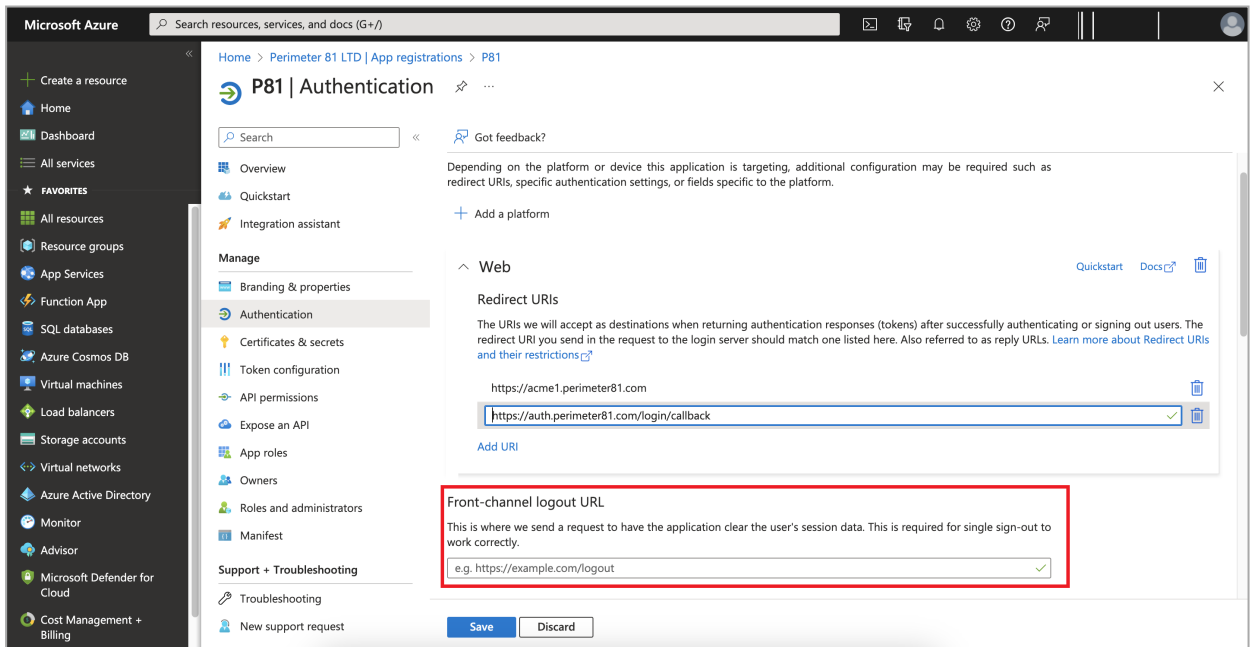 Microsoft Azure
Search resources, services, and docs (G+/)
Create a resource
Home
Dashboard
All services
FAVORITES
All resources
Resource groups
App Services
Function App
SQL databases
Azure Cosmos DB
Virtual machines
Load balancers
Storage accounts
Virtual networks
Azure Active Directory
Monitor
Advisor
Microsoft Defender for
Cloud
Cost Management +
Billing
Home > Perimeter 81 LTD | App registrations > P81
P81 | Authentication
Search
Overview
Quickstart
Integration assistant
Manage
Branding & properties
Authentication
Certificates & secrets
Token configuration
API permissions
Expose an API
App roles
Owners
Roles and administrators
Manifest
Support + Troubleshooting
Troubleshooting
New support request
Got feedback?
Depending on the platform or device this application is targeting, additional configuration may be required such as
redirect URIs, specific authentication settings, or fields specific to the platform.
Add a platform
Web
Quickstart Docs
Redirect URIs
The URIs we will accept as destinations when returning authentication responses (tokens) after successfully authenticating or signing out users. The
redirect URI you send in the request to the login server should match one listed here. Also referred to as reply URLs. Learn more about Redirect URIs
and their restrictions
https://acme1.perimeter81.com
https://auth.perimeter81.com/login/callback
Add URI
Front-channel logout URL
This is where we send a request to have the application clear the user's session data. This is required for single sign-out to
work correctly.
e.g. https://example.com/logout
Save Discard